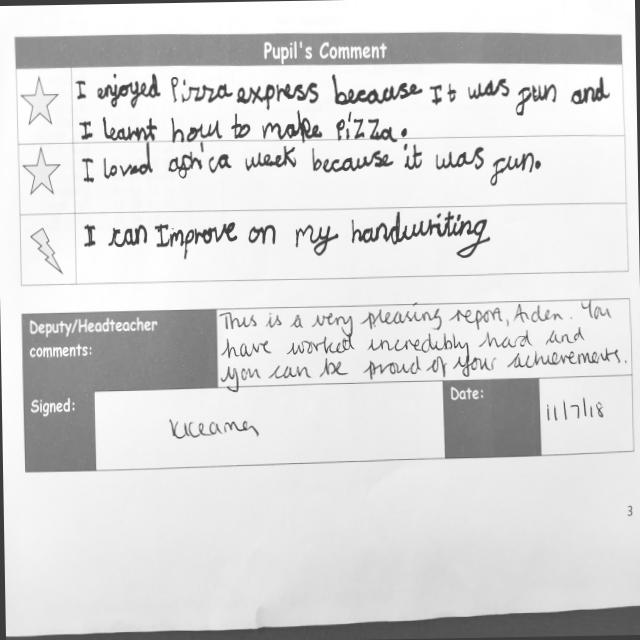 Pupil's Comment
I enjoyed Pizza express because It was fun and
I learnt how to make PiZZa.
I loved africa week because it was fun.
I can Improve on my handwriting
Deputy/Headteacher
comments:
This is a very pleasing report, Aiden. You
have worked incredibly hard and
you can be proud of your achievements.
Signed:
Date:
11/7/18
3